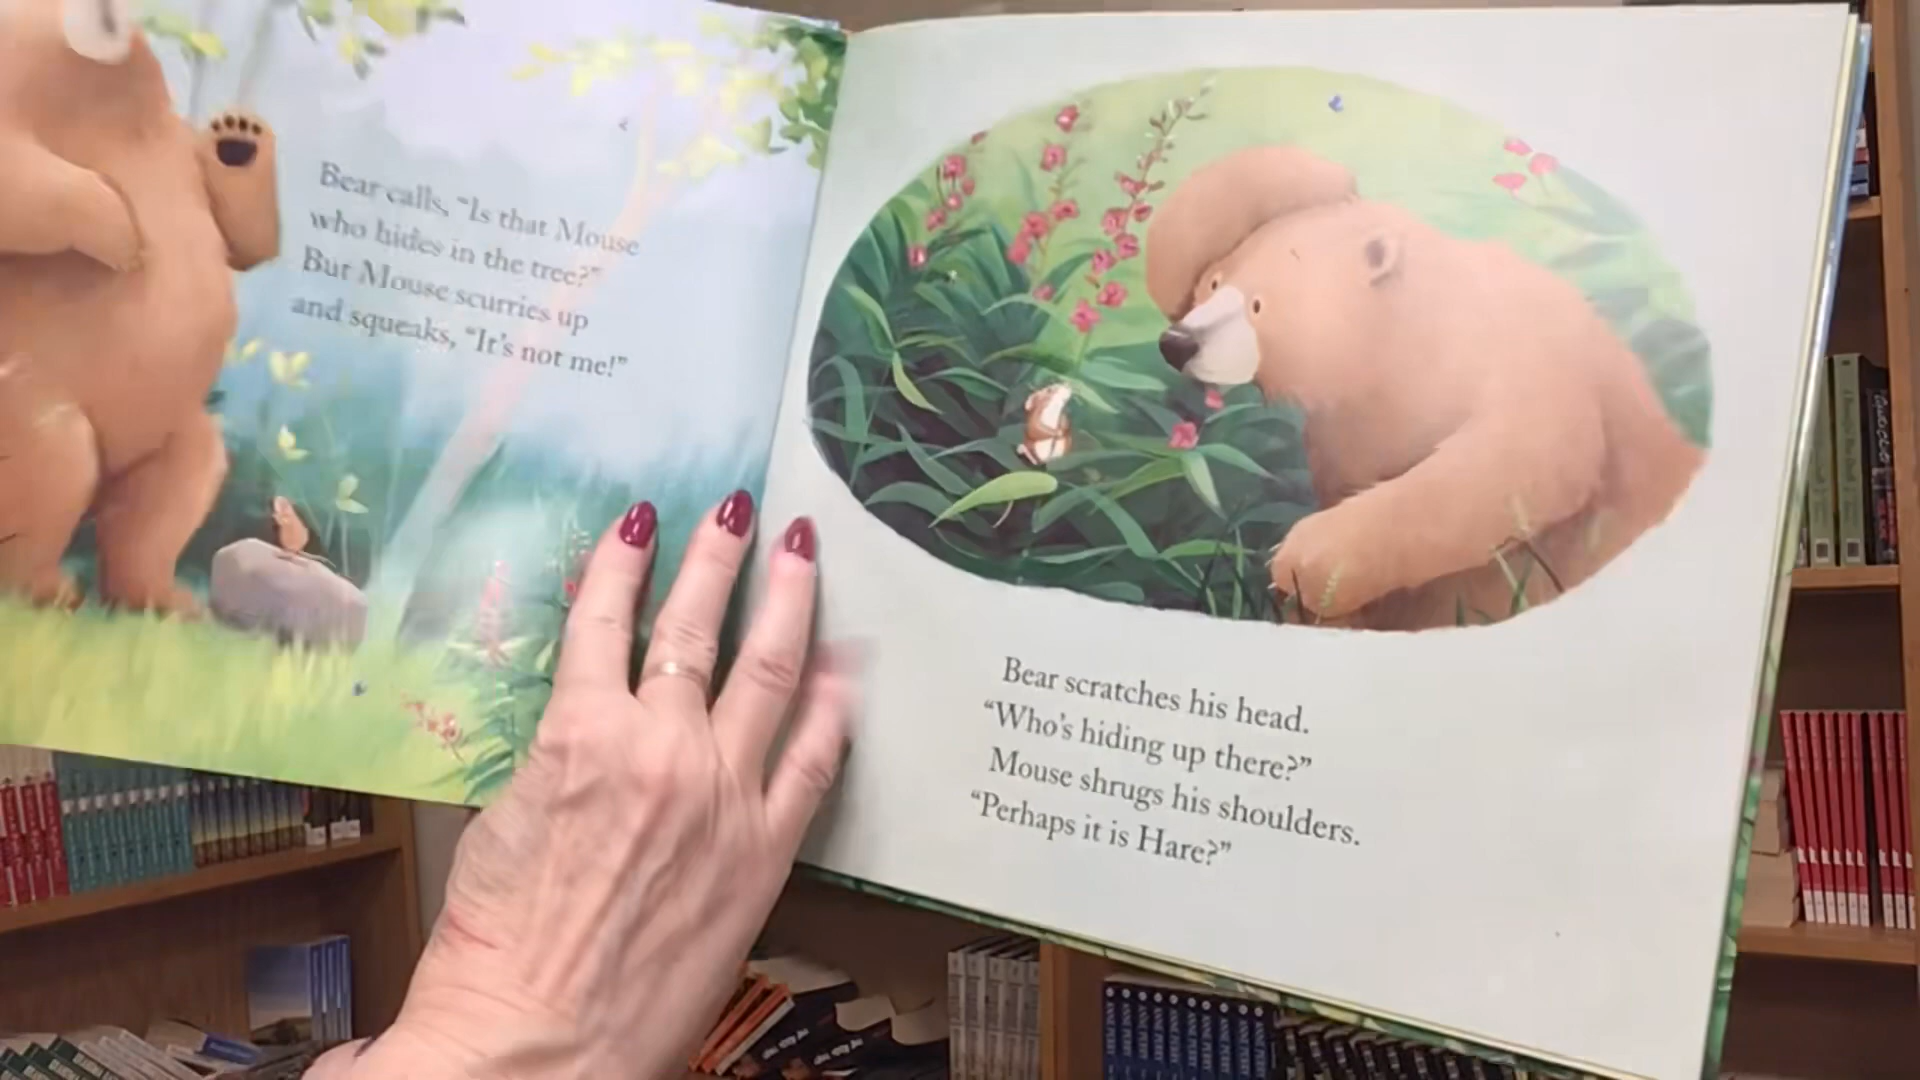 Bear calls, “Is that Mouse
who hides in the tree?”
But Mouse scurries up
and squeaks, “It’s not me!”
Bear scratches his head.
“Who’s hiding up there?”
Mouse shrugs his shoulders.
“Perhaps it is Hare?”